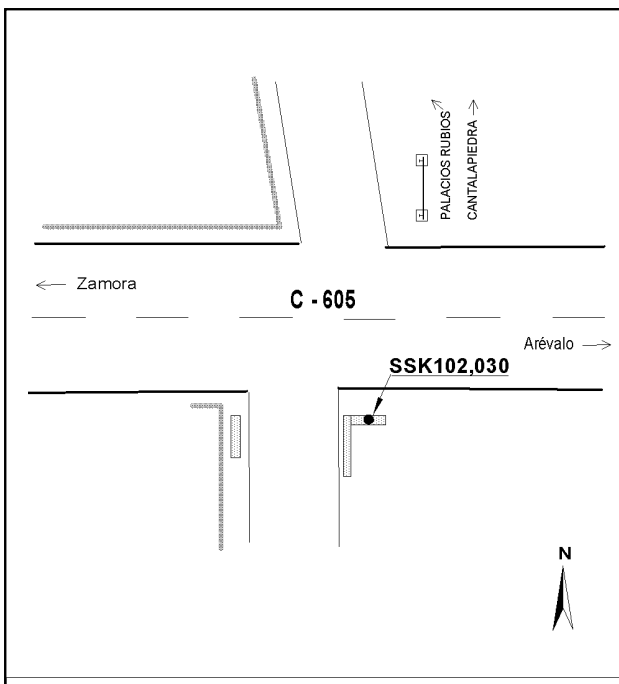 PALACIOS RUBIOS
CANTALAPIEDRA
Zamora
C - 605
Arévalo
SSK102,030
N